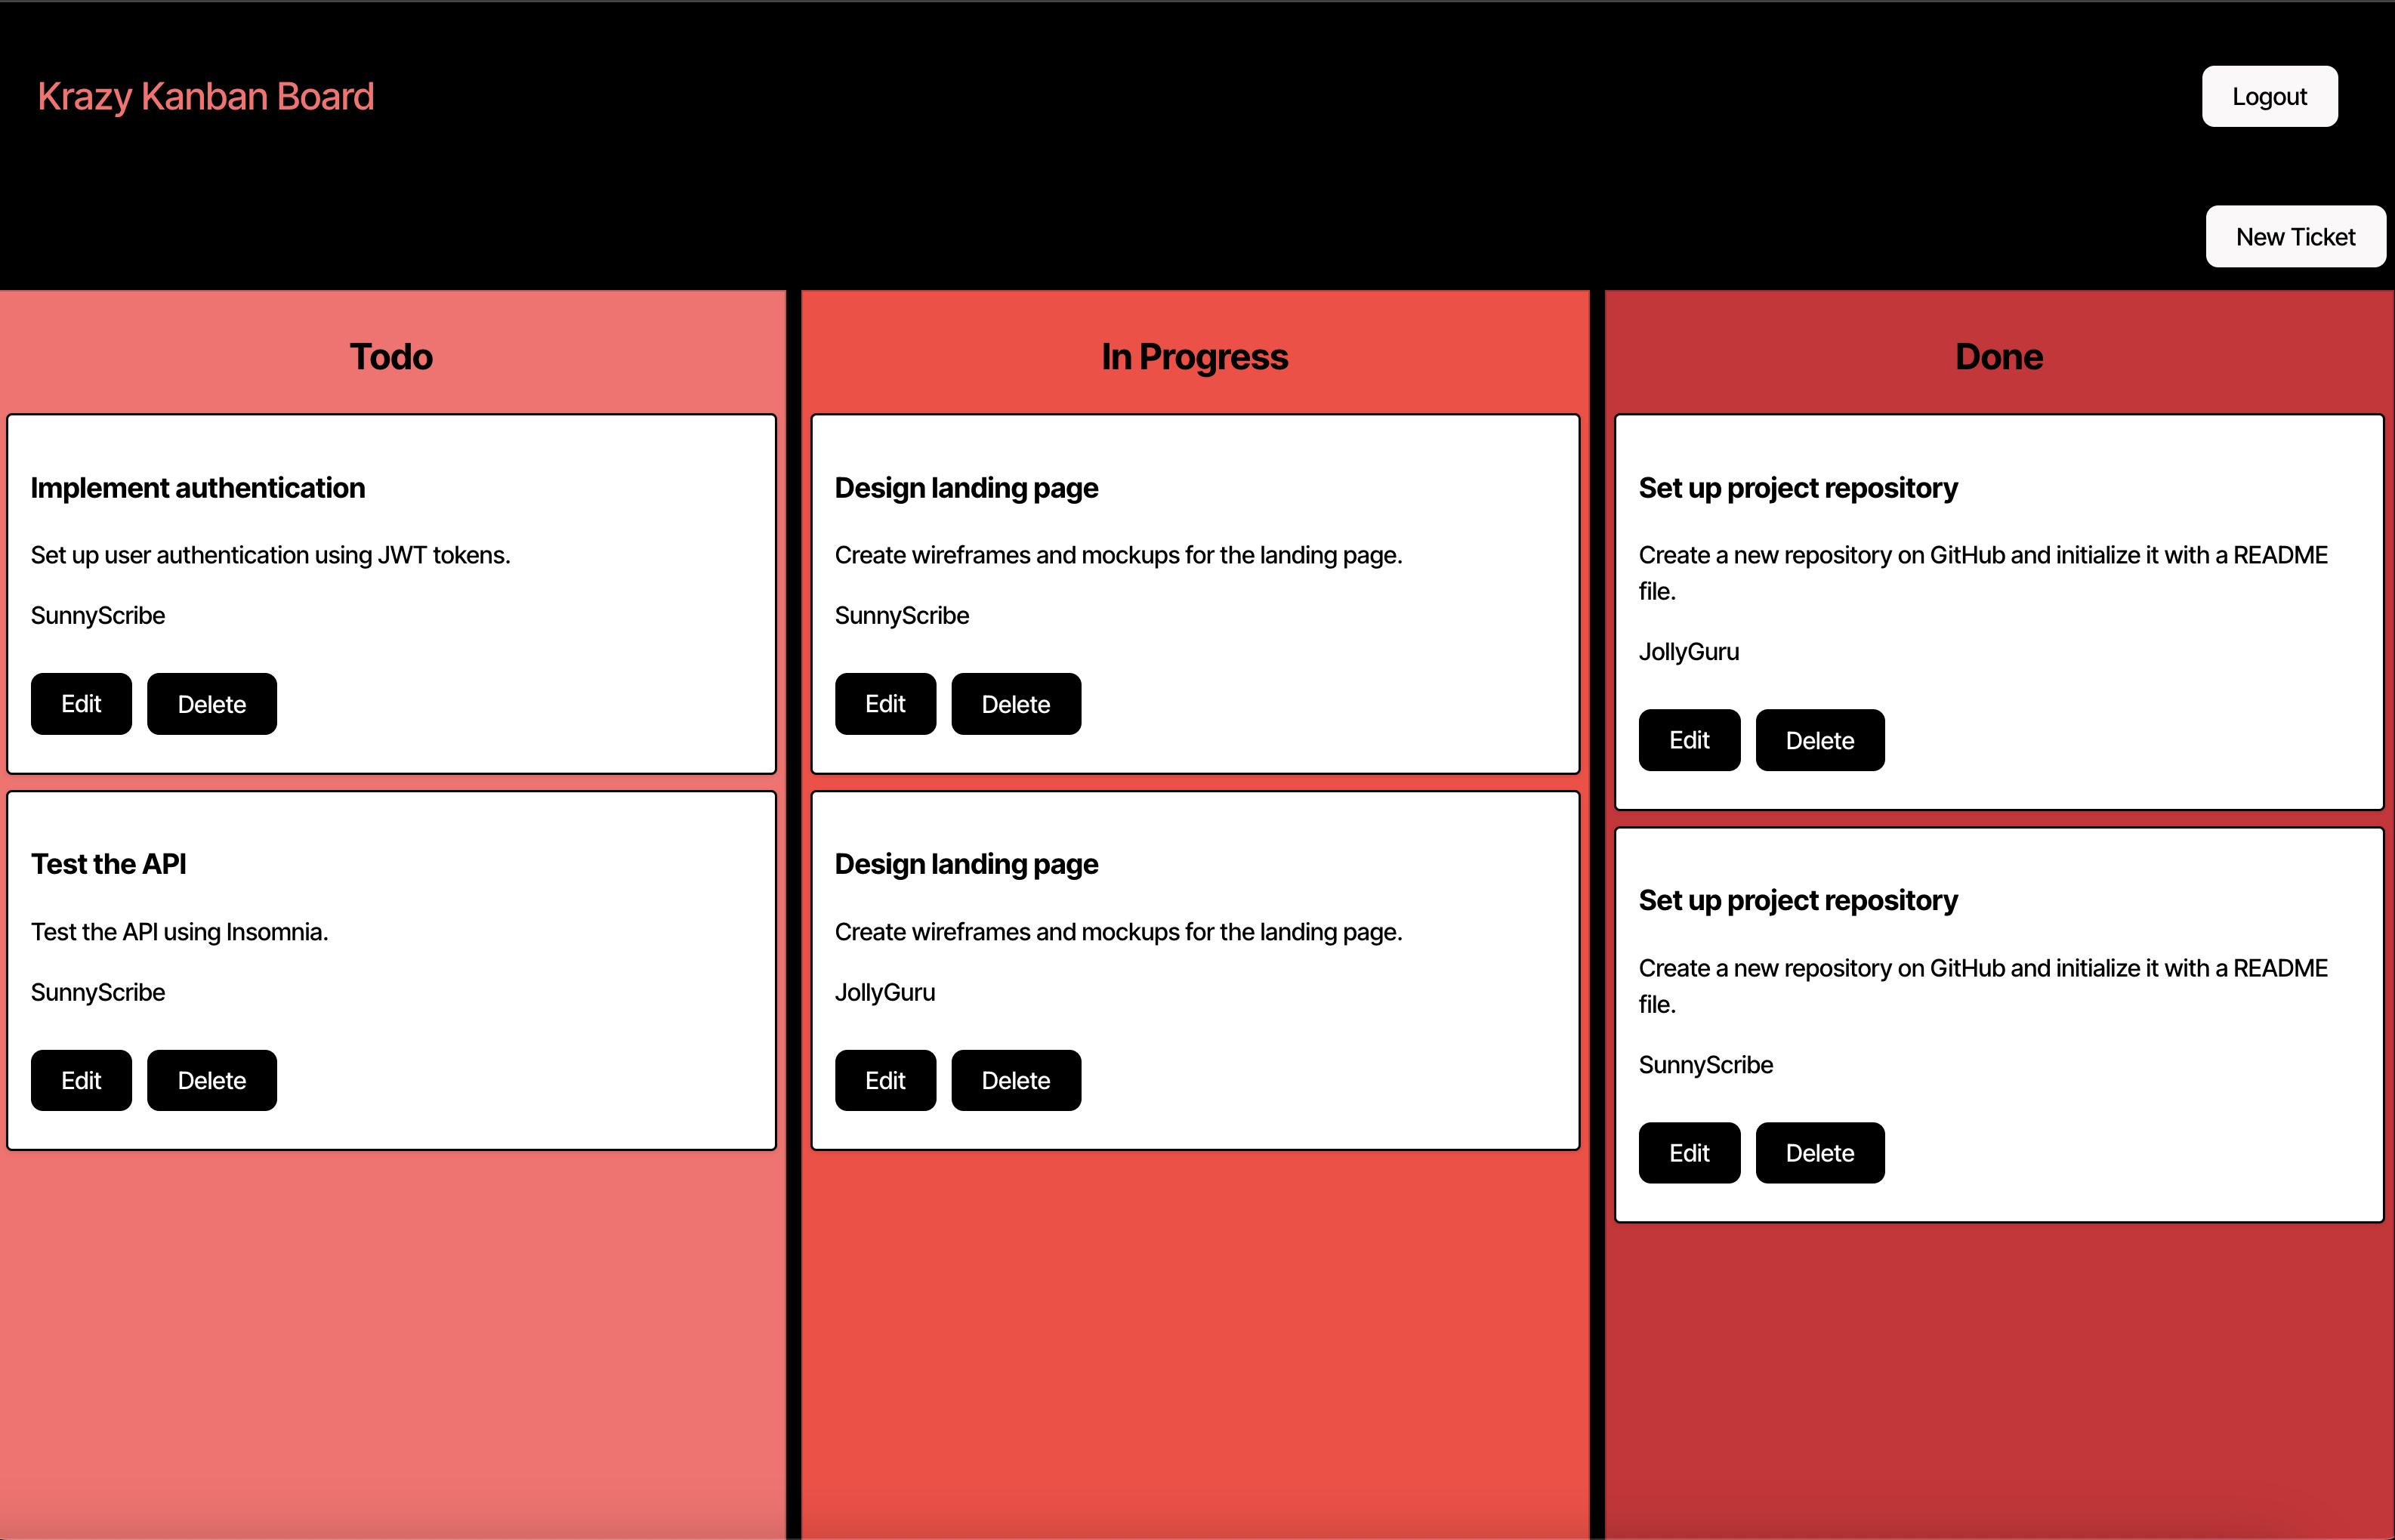 Krazy Kanban Board
Logout
New Ticket
Todo
Implement authentication
Set up user authentication using JWT tokens.
SunnyScribe
Edit Delete
Test the API
Test the API using Insomnia.
SunnyScribe
Edit Delete
In Progress
Design landing page
Create wireframes and mockups for the landing page.
SunnyScribe
Edit Delete
Design landing page
Create wireframes and mockups for the landing page.
JollyGuru
Edit Delete
Done
Set up project repository
Create a new repository on GitHub and initialize it with a README
file.
JollyGuru
Edit Delete
Set up project repository
Create a new repository on GitHub and initialize it with a README
file.
SunnyScribe
Edit Delete